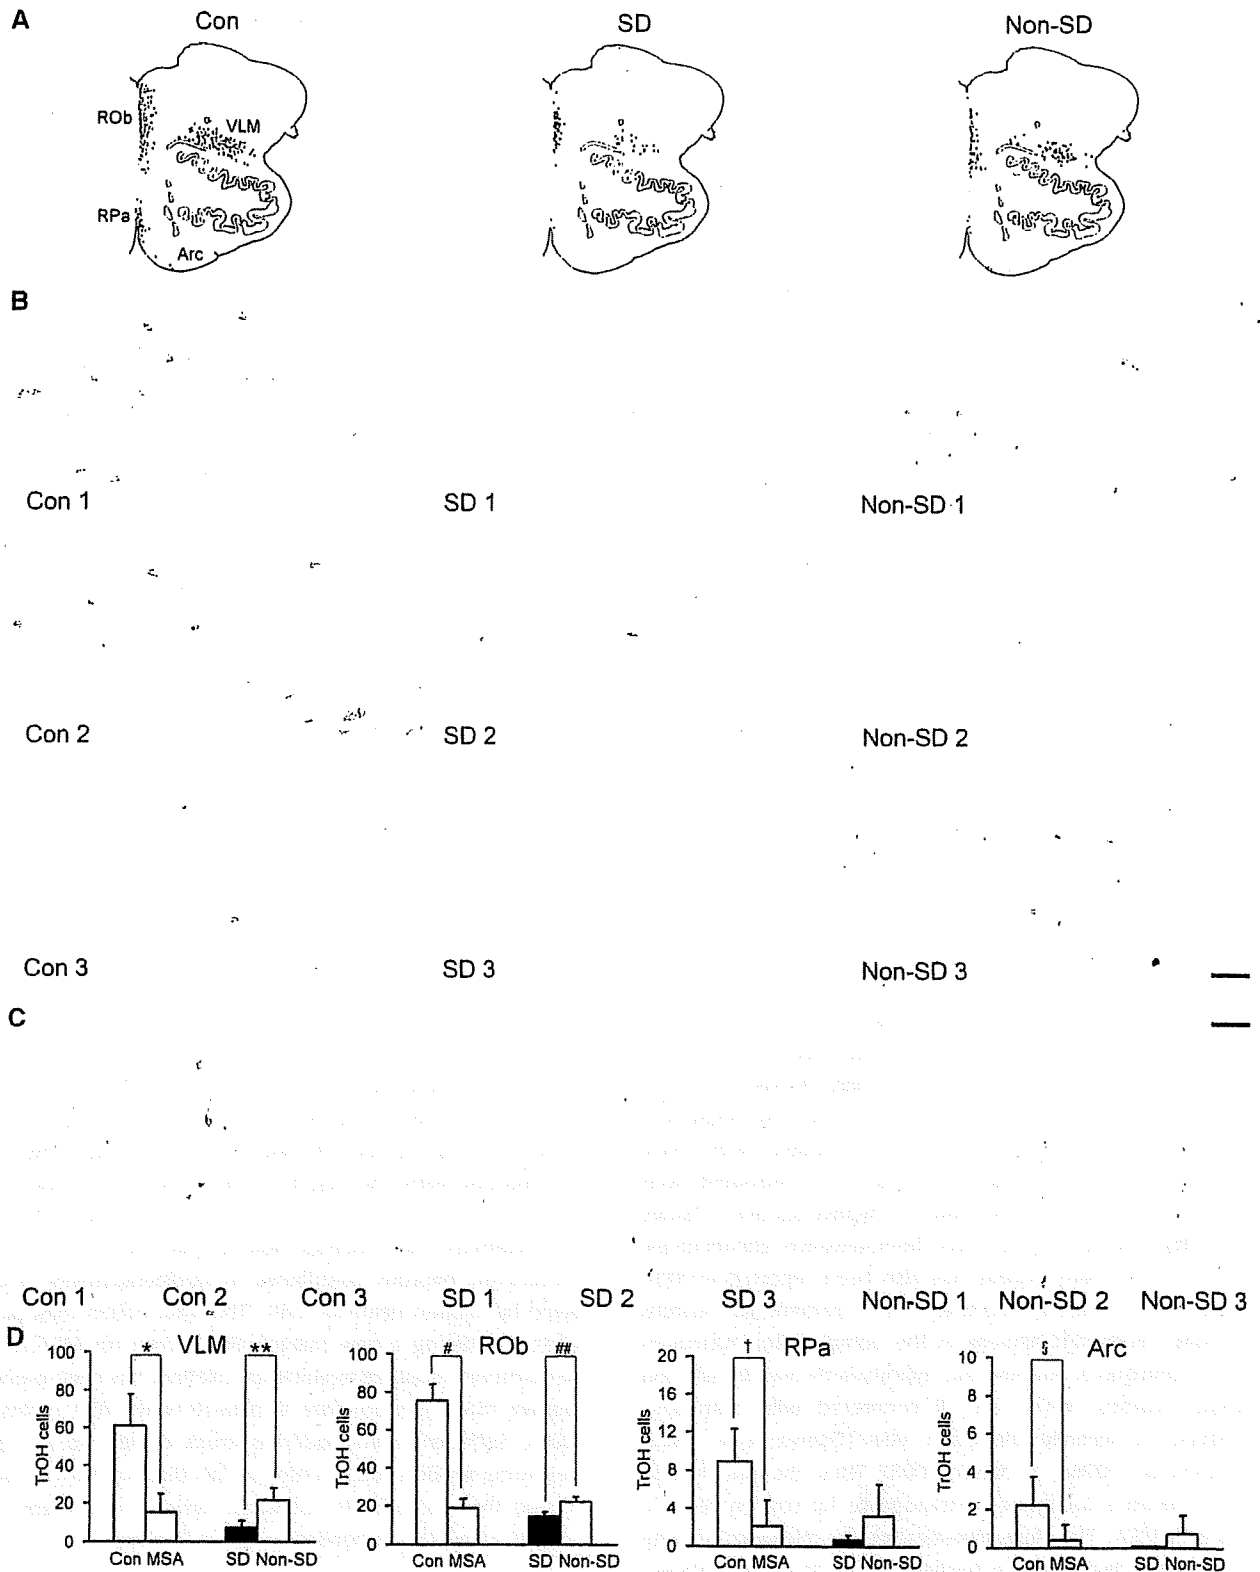 A
Con SD Non-SD
ROb VLM
RPa
Arc
B
Con 1 SD 1 Non-SD 1
Con 2 SD 2 Non-SD 2
Con 3 SD 3 Non-SD 3
C
Con 1 Con 2 Con 3 SD 1 SD 2 SD 3 Non-SD 1 Non-SD 2 Non-SD 3
D
VLM
* **
100
80
60
40
20
0
TrOH cells
Con MSA SD Non-SD
ROb
# ##
100
80
60
40
20
0
TrOH cells
Con MSA SD Non-SD
RPa
†
20
16
12
8
4
0
TrOH cells
Con MSA SD Non-SD
Arc
§
10
8
6
4
2
0
TrOH cells
Con MSA SD Non-SD